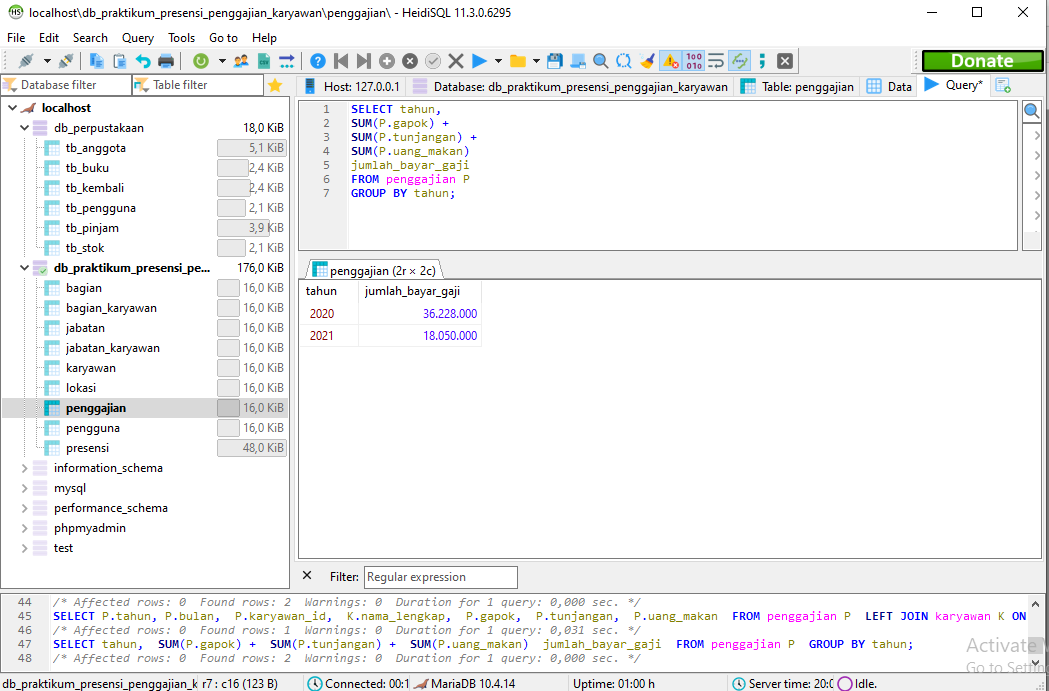 localhost\db_praktikum_presensi_penggajian_karyawan\penggajian\ - HeidiSQL 11.3.0.6295
File Edit Search Query Tools Go to Help
Donate
Database filter Table filter
Host: 127.0.0.1 Database: db_praktikum_presensi_penggajian_karyawan Table: penggajian Data Query*
localhost
db_perpustakaan 18,0 KiB
tb_anggota 5,1 KiB
tb_buku 2,4 KiB
tb_kembali 2,4 KiB
tb_pengguna 2,1 KiB
tb_pinjam 3,9 KiB
tb_stok 2,1 KiB
db_praktikum_presensi_pe... 176,0 KiB
bagian 16,0 KiB
bagian_karyawan 16,0 KiB
jabatan 16,0 KiB
jabatan_karyawan 16,0 KiB
karyawan 16,0 KiB
lokasi 16,0 KiB
penggajian 16,0 KiB
pengguna 16,0 KiB
presensi 48,0 KiB
information_schema
mysql
performance_schema
phpmyadmin
test
1 SELECT tahun,
2 SUM(P.gapok) +
3 SUM(P.tunjangan) +
4 SUM(P.uang_makan)
5 jumlah_bayar_gaji
6 FROM penggajian P
7 GROUP BY tahun;
penggajian (2r × 2c)
tahun jumlah_bayar_gaji
2020 36.228.000
2021 18.050.000
Filter: Regular expression
44 /* Affected rows: 0 Found rows: 2 Warnings: 0 Duration for 1 query: 0,000 sec. */
45 SELECT P.tahun, P.bulan, P.karyawan_id, K.nama_lengkap, P.gapok, P.tunjangan, P.uang_makan FROM penggajian P LEFT JOIN karyawan K ON
46 /* Affected rows: 0 Found rows: 1 Warnings: 0 Duration for 1 query: 0,031 sec. */
47 SELECT tahun, SUM(P.gapok) + SUM(P.tunjangan) + SUM(P.uang_makan) jumlah_bayar_gaji FROM penggajian P GROUP BY tahun;
48 /* Affected rows: 0 Found rows: 2 Warnings: 0 Duration for 1 query: 0,000 sec. */
Activate
Go to
db_praktikum_presensi_penggajian_k r7 : c16 (123 B) Connected: 00:1 MariaDB 10.4.14 Uptime: 01:00 h Server time: 20:0 Idle.